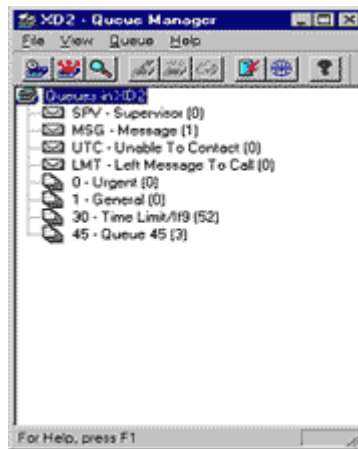 XD2 - Queue Manager
File View Queue Help
Queues in XD2
SPV - Supervisor (0)
MSG - Message (1)
UTC - Unable To Contact (0)
LMT - Left Message To Call (0)
0 - Urgent (0)
1 - General (0)
30 - Time Limit/If9 (52)
45 - Queue 45 (3)
For Help, press F1